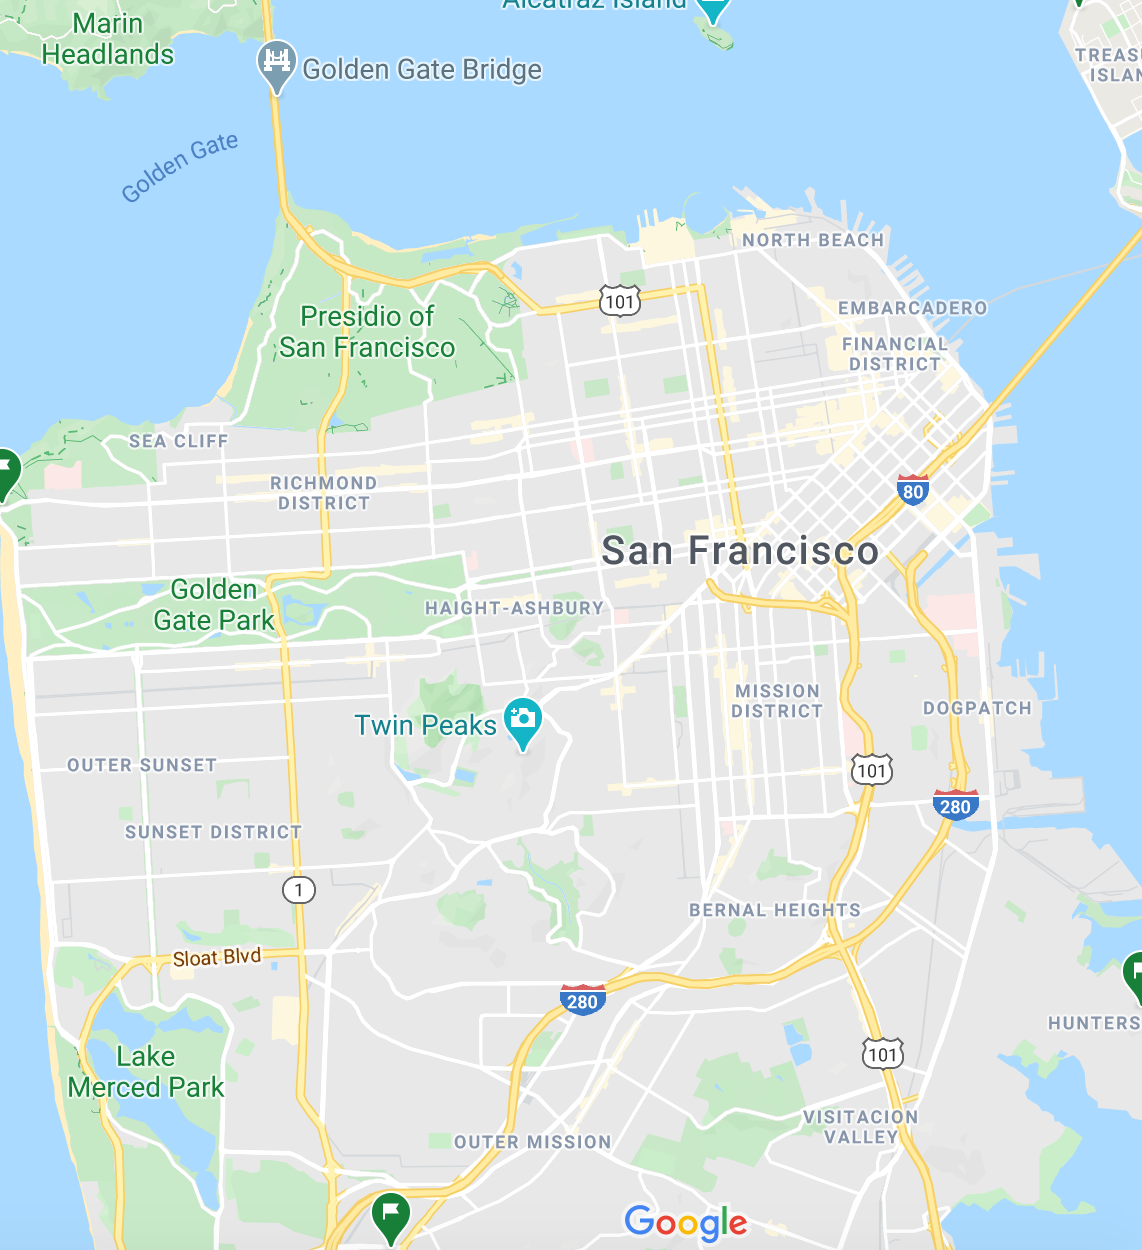 Alcatraz Island
Marin
Headlands
Golden Gate Bridge
TREAS
ISLAN
Golden Gate
NORTH BEACH
EMBARCADERO
101
Presidio of
San Francisco
FINANCIAL
DISTRICT
SEA CLIFF
RICHMOND
DISTRICT
80
San Francisco
Golden
Gate Park
HAIGHT-ASHBURY
MISSION
DISTRICT
DOGPATCH
Twin Peaks
OUTER SUNSET
101
280
SUNSET DISTRICT
1
BERNAL HEIGHTS
Sloat Blvd
280
HUNTERS
Lake
Merced Park
101
VISITACION
VALLEY
OUTER MISSION
Google